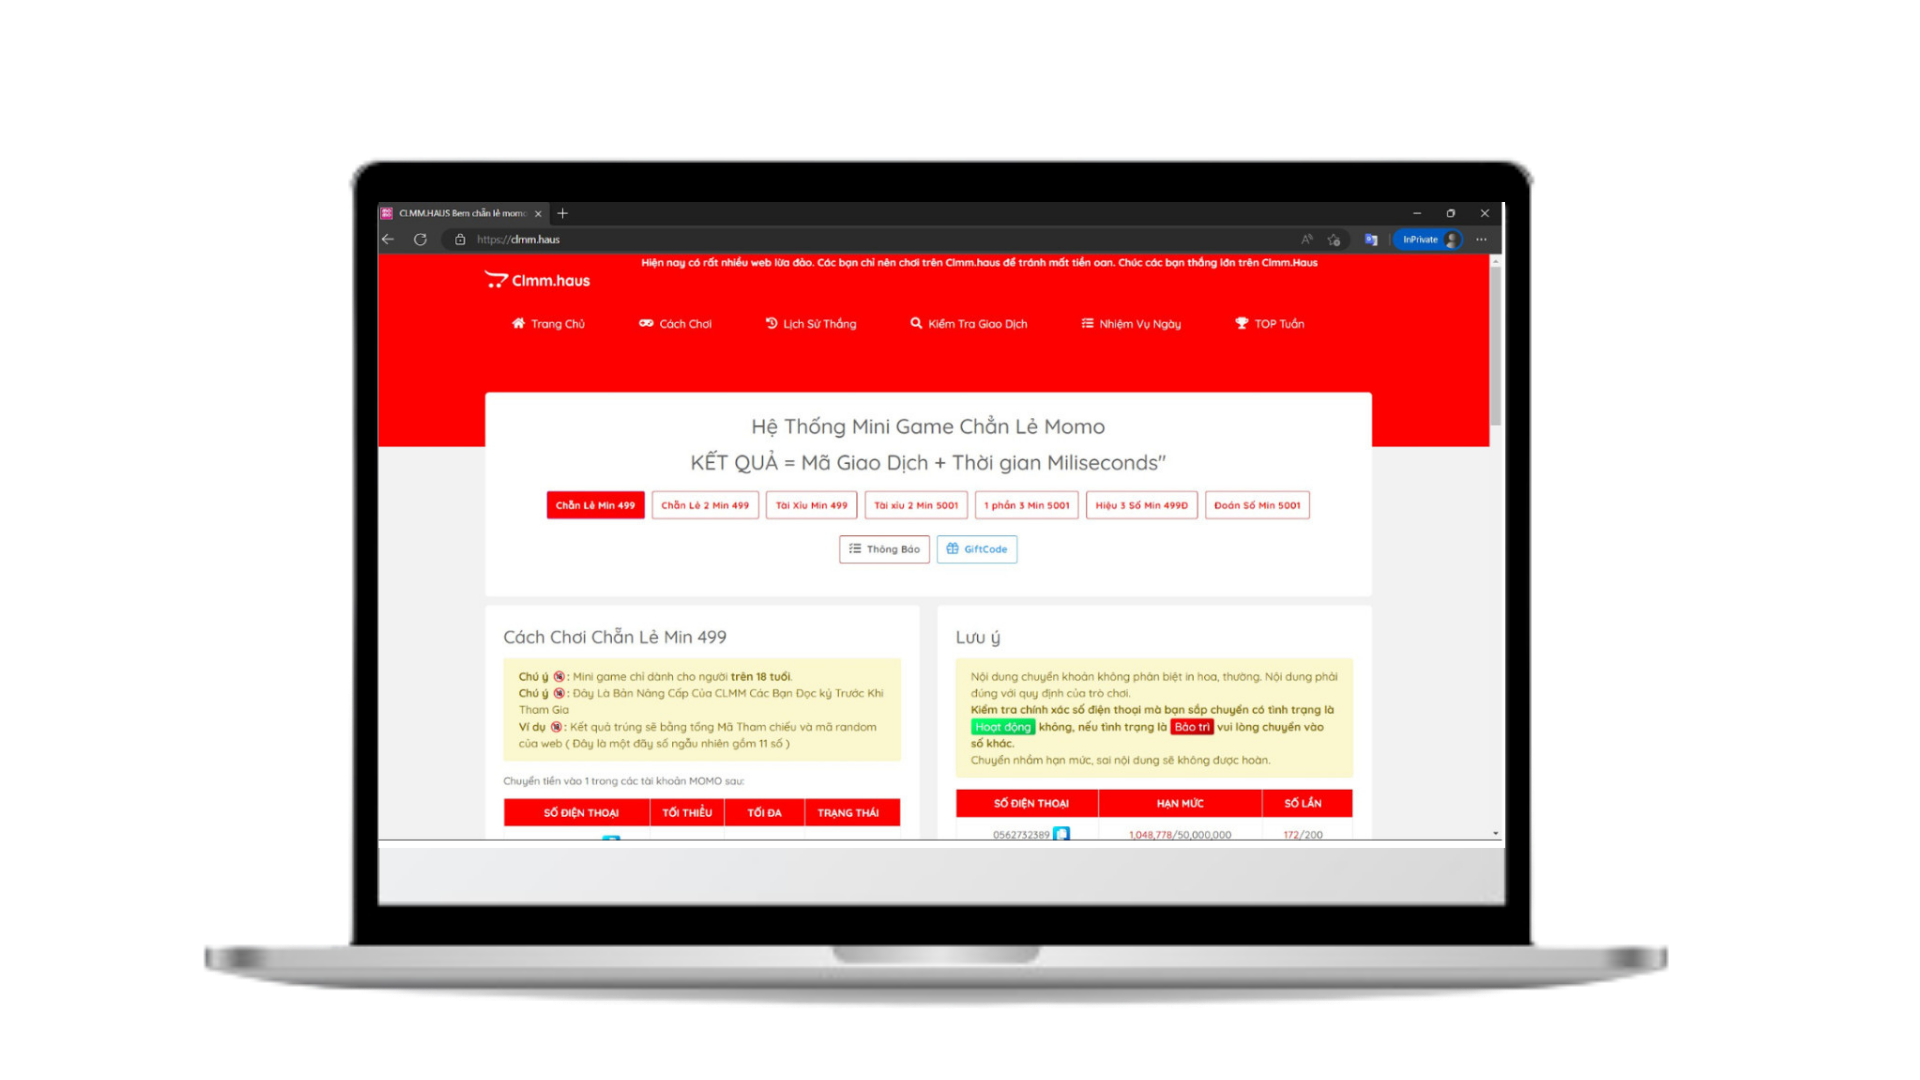 CLMM.HAUS Bem chẵn lẻ momo
https://clmm.haus
InPrivate
Hiện nay có rất nhiều web lừa đảo. Các bạn chỉ nên chơi trên Clmm.haus để tránh mất tiền oan. Chúc các bạn thắng lớn trên Clmm.Haus
Clmm.haus
Trang Chủ Cách Chơi Lịch Sử Thắng Kiểm Tra Giao Dịch Nhiệm Vụ Ngày TOP Tuần
Hệ Thống Mini Game Chẳn Lẻ Momo
KẾT QUẢ = Mã Giao Dịch + Thời gian Miliseconds"
Chẵn Lẻ Min 499 Chẵn Lẻ 2 Min 499 Tài Xỉu Min 499 Tài xỉu 2 Min 5001 1 phần 3 Min 5001 Hiệu 3 Số Min 499Đ Đoán Số Min 5001
Thông Báo GiftCode
Cách Chơi Chẵn Lẻ Min 499
Chú ý 🔞: Mini game chỉ dành cho người trên 18 tuổi.
Chú ý 🔞: Đây Là Bản Nâng Cấp Của CLMM Các Bạn Đọc kỷ Trước Khi
Tham Gia
Ví dụ 🔞: Kết quả trúng sẽ bằng tổng Mã Tham chiếu và mã random
của web ( Đây là một dãy số ngẫu nhiên gồm 11 số )
Chuyển tiền vào 1 trong các tài khoản MOMO sau:
SỐ ĐIỆN THOẠI TỐI THIỂU TỐI ĐA TRẠNG THÁI
Lưu ý
Nội dung chuyển khoản không phân biệt in hoa, thường. Nội dung phải
đúng với quy định của trò chơi.
Kiểm tra chính xác số điện thoại mà bạn sắp chuyển có tình trạng là
Hoạt động không, nếu tình trạng là Bảo trì vui lòng chuyển vào
số khác.
Chuyển nhầm hạn mức, sai nội dung sẽ không được hoàn.
SỐ ĐIỆN THOẠI HẠN MỨC SỐ LẦN
0562732389 1,048,778/50,000,000 172/200